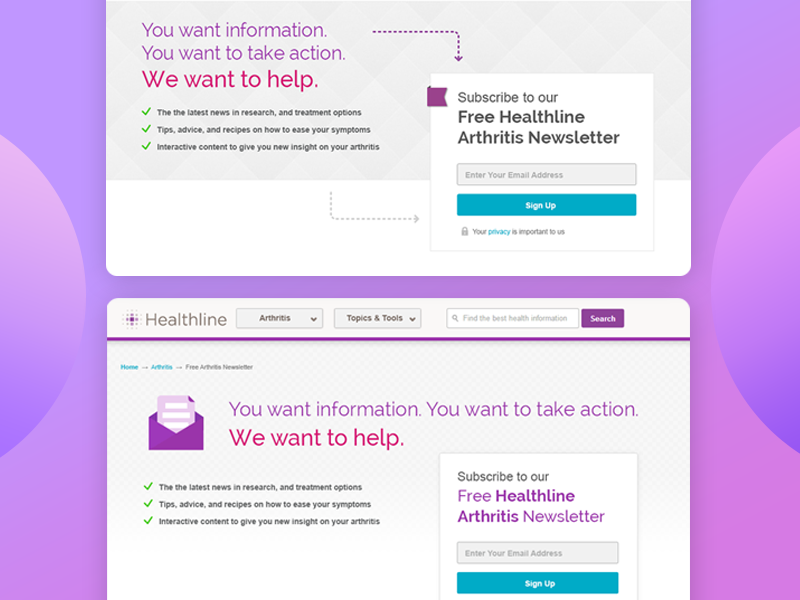 You want information.
You want to take action.
We want to help.
The the latest news in research, and treatment options
Tips, advice, and recipes on how to ease your symptoms
Interactive content to give you new insight on your arthritis
Subscribe to our
Free Healthline
Arthritis Newsletter
Enter Your Email Address
Sign Up
Your privacy is important to us
Healthline
Arthritis
Topics & Tools
Find the best health information
Search
Home → Arthritis → Free Arthritis Newsletter
You want information. You want to take action.
We want to help.
The the latest news in research, and treatment options
Tips, advice, and recipes on how to ease your symptoms
Interactive content to give you new insight on your arthritis
Subscribe to our
Free Healthline
Arthritis Newsletter
Enter Your Email Address
Sign Up